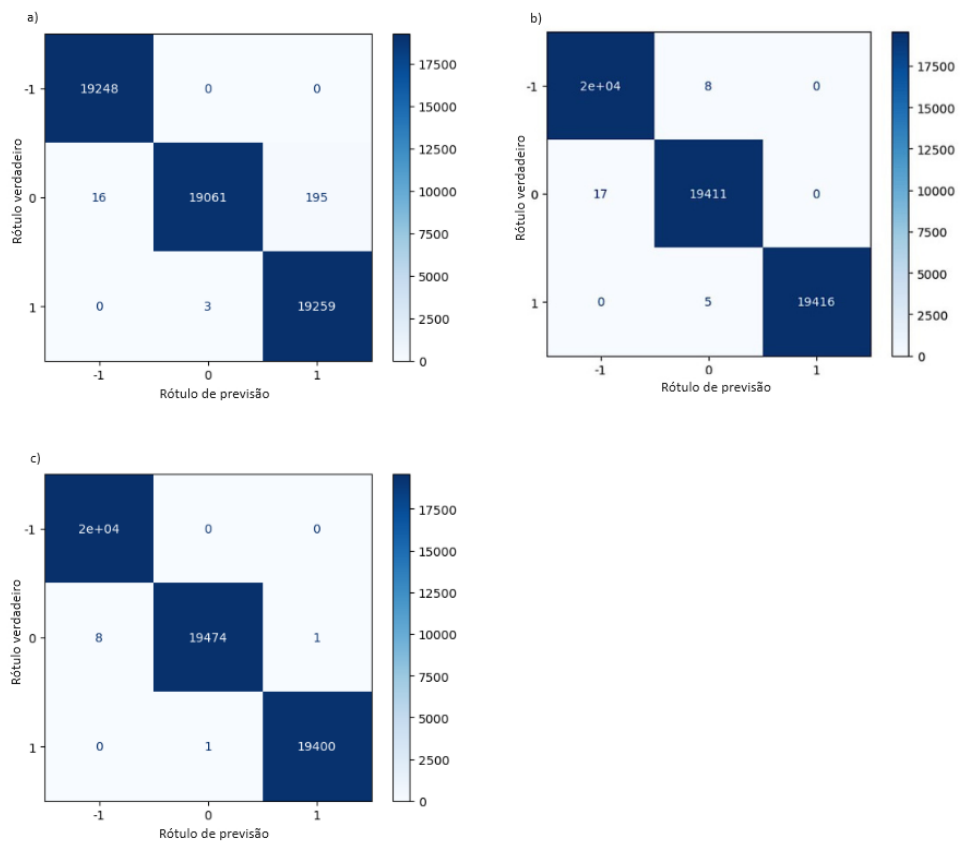 a)
Rótulo verdadeiro
-1
0
1
19248 0 0
16 19061 195
0 3 19259
-1 0 1
Rótulo de previsão
17500
15000
12500
10000
7500
5000
2500
0
b)
Rótulo verdadeiro
-1
0
1
2e+04 8 0
17 19411 0
0 5 19416
-1 0 1
Rótulo de previsão
17500
15000
12500
10000
7500
5000
2500
0
c)
Rótulo verdadeiro
-1
0
1
2e+04 0 0
8 19474 1
0 1 19400
-1 0 1
Rótulo de previsão
17500
15000
12500
10000
7500
5000
2500
0